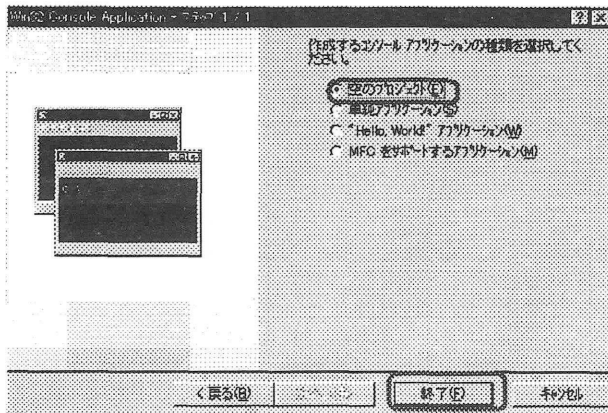 Win32 Console Application - ステップ 1 / 1
作成するコンソール アプリケーションの種類を選択してく
ださい。
空のプロジェクト(E)
単純アプリケーション(S)
"Hello, World!" アプリケーション(W)
MFC をサポートするアプリケーション(M)
< 戻る(B)
終了(F)
キャンセル